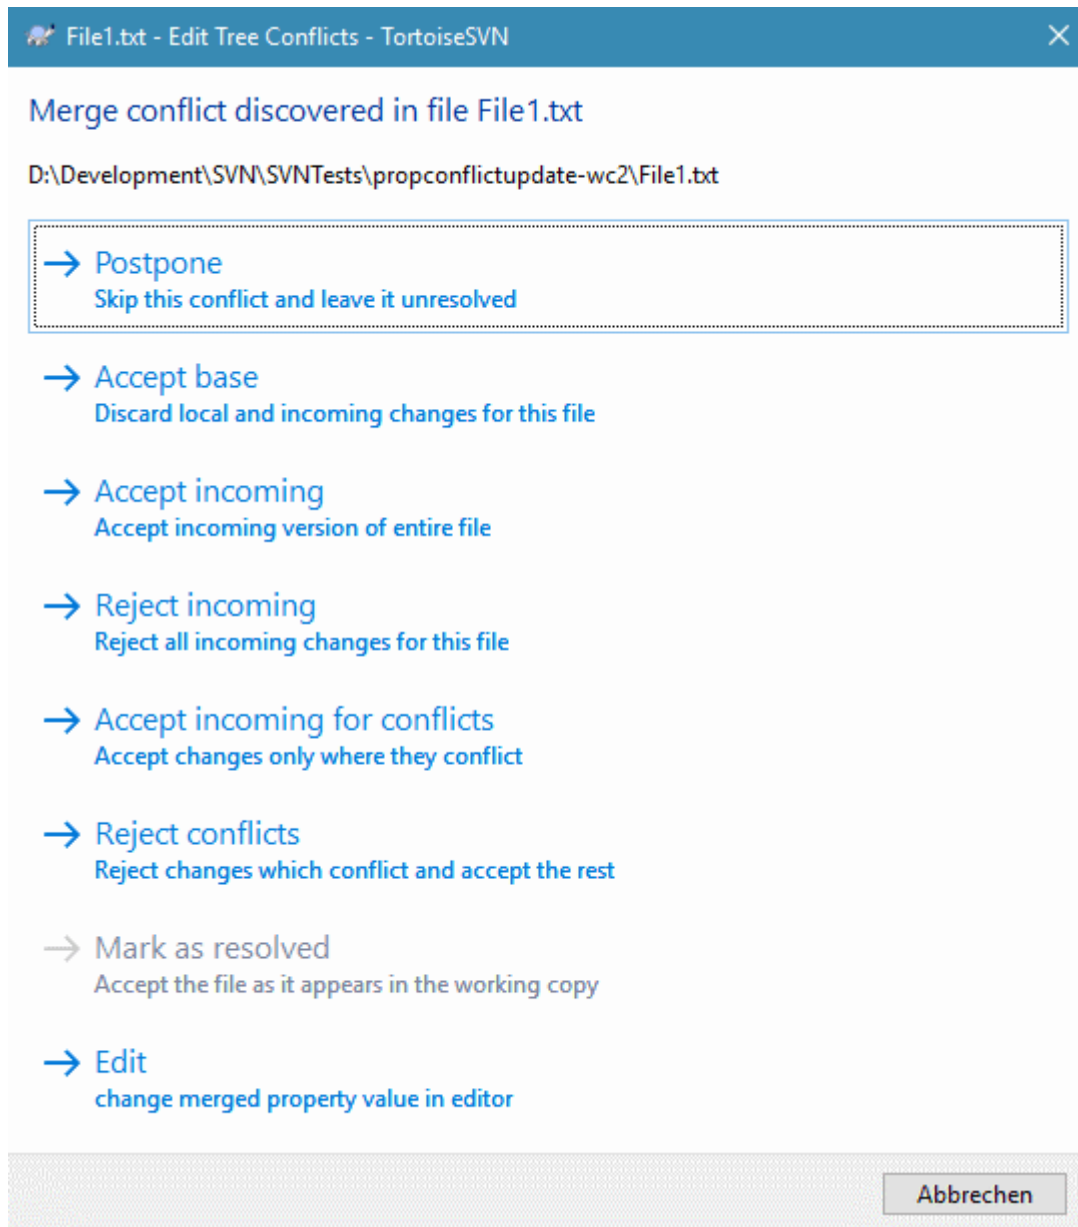 File1.txt - Edit Tree Conflicts - TortoiseSVN
Merge conflict discovered in file File1.txt
D:\Development\SVN\SVNTests\propconflictupdate-wc2\File1.txt
Postpone
Skip this conflict and leave it unresolved
Accept base
Discard local and incoming changes for this file
Accept incoming
Accept incoming version of entire file
Reject incoming
Reject all incoming changes for this file
Accept incoming for conflicts
Accept changes only where they conflict
Reject conflicts
Reject changes which conflict and accept the rest
Mark as resolved
Accept the file as it appears in the working copy
Edit
change merged property value in editor
Abbrechen